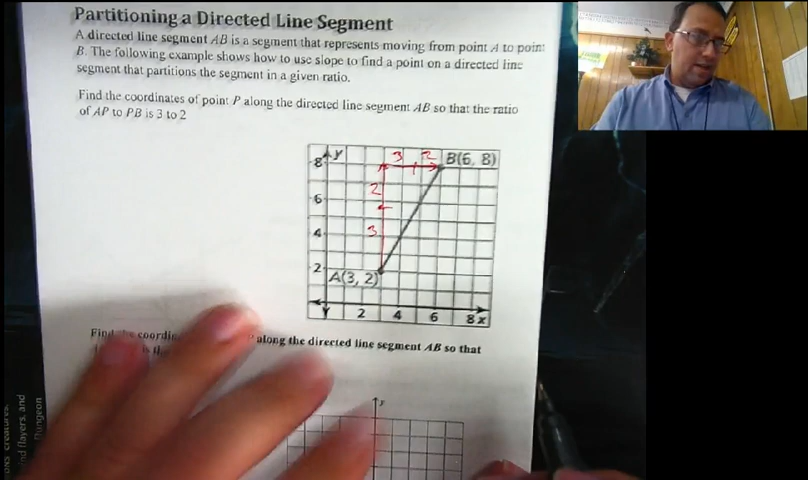 Partitioning a Directed Line Segment
A directed line segment AB is a segment that represents moving from point A to point
B. The following example shows how to use slope to find a point on a directed line
segment that partitions the segment in a given ratio.
Find the coordinates of point P along the directed line segment AB so that the ratio
of AP to PB is 3 to 2
8 y
3 2
B(6, 8)
2
6
4
3
2
A(3, 2)
2 4 6 8 x
Find the coordin
along the directed line segment AB so that
y
Dungeon